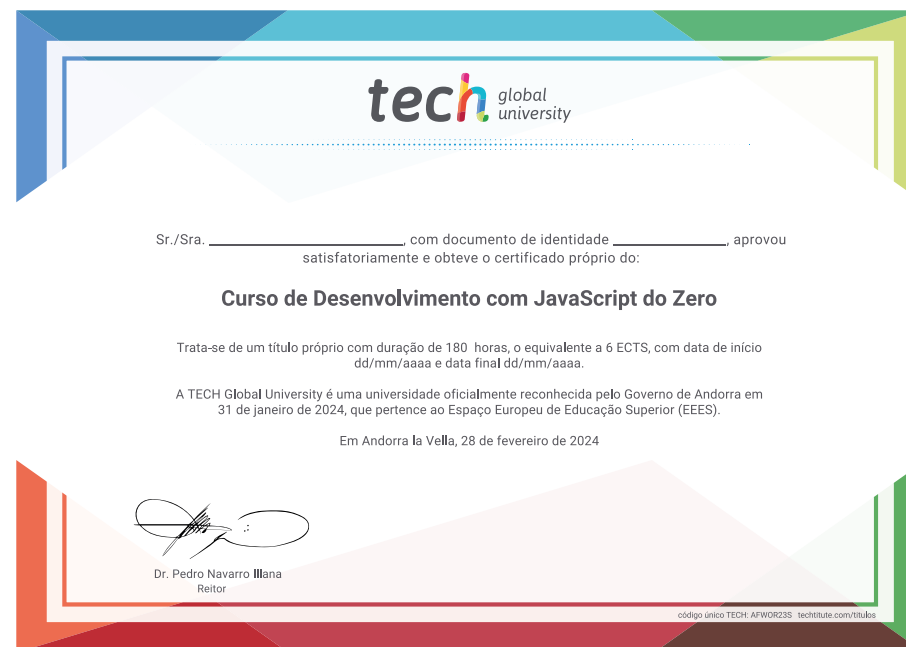 tech global
university
Sr./Sra. ____________________, com documento de identidade ____________, aprovou
satisfatoriamente e obteve o certificado próprio do:
Curso de Desenvolvimento com JavaScript do Zero
Trata-se de um título próprio com duração de 180 horas, o equivalente a 6 ECTS, com data de início
dd/mm/aaaa e data final dd/mm/aaaa.
A TECH Global University é uma universidade oficialmente reconhecida pelo Governo de Andorra em
31 de janeiro de 2024, que pertence ao Espaço Europeu de Educação Superior (EEES).
Em Andorra la Vella, 28 de fevereiro de 2024
Dr. Pedro Navarro Illana
Reitor
código único TECH: AFWOR23S techtitute.com/titulos